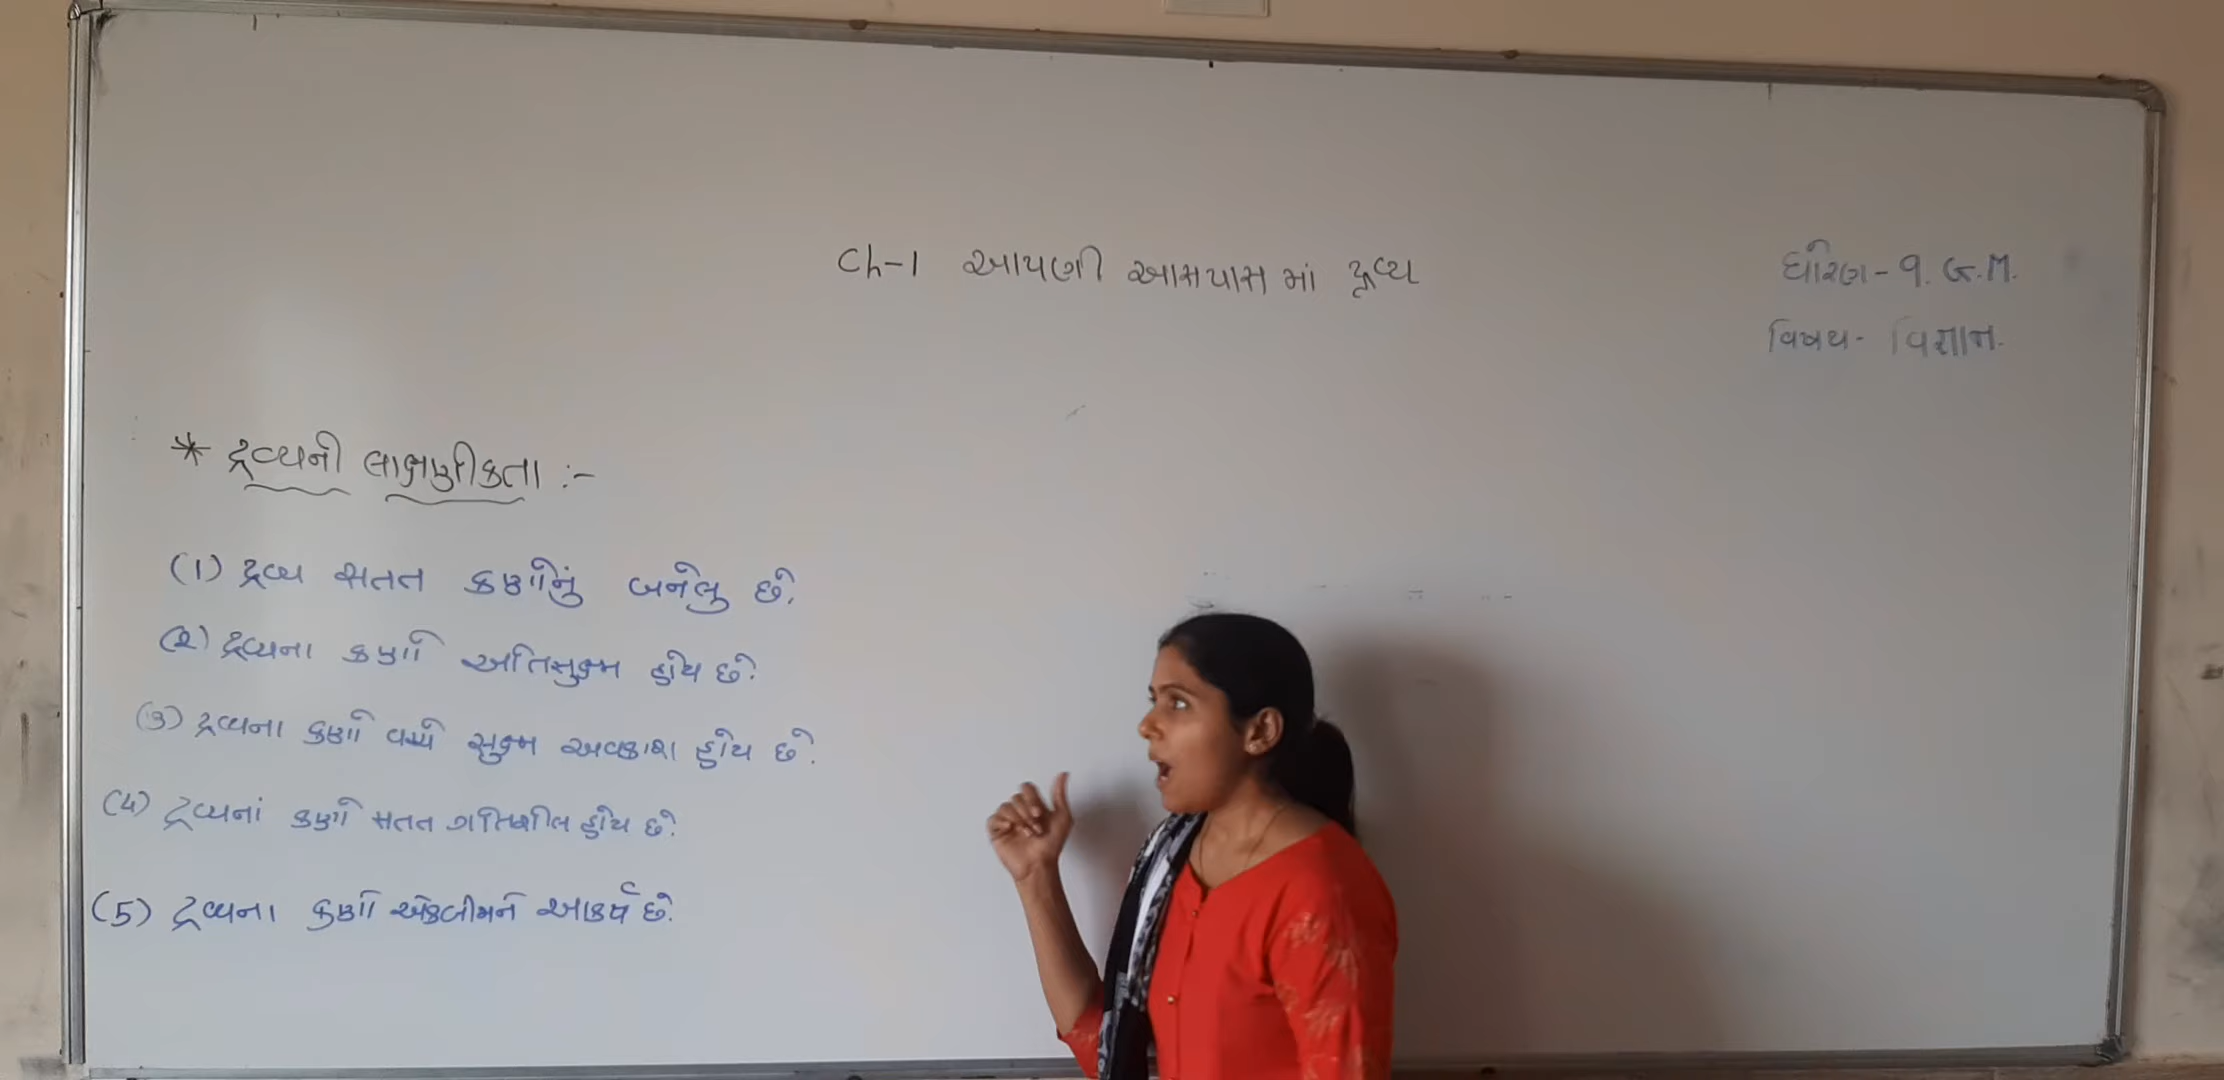 Ch-1 આપણી આસપાસ માં દ્રવ્ય
ધોરણ - 9. G.M.
વિષય - વિજ્ઞાન.
* દ્રવ્યની લાક્ષણીકતા :-
(1) દ્રવ્ય સતત કણોનું બનેલુ છે.
(2) દ્રવ્યના કણો અતિસુક્ષ્મ હોય છે.
(3) દ્રવ્યના કણો વચ્ચે સુક્ષ્મ અવકાશ હોય છે.
(4) દ્રવ્યનાં કણો સતત ગતિશીલ હોય છે.
(5) દ્રવ્યના કણો એકબીજાને આકર્ષે છે.